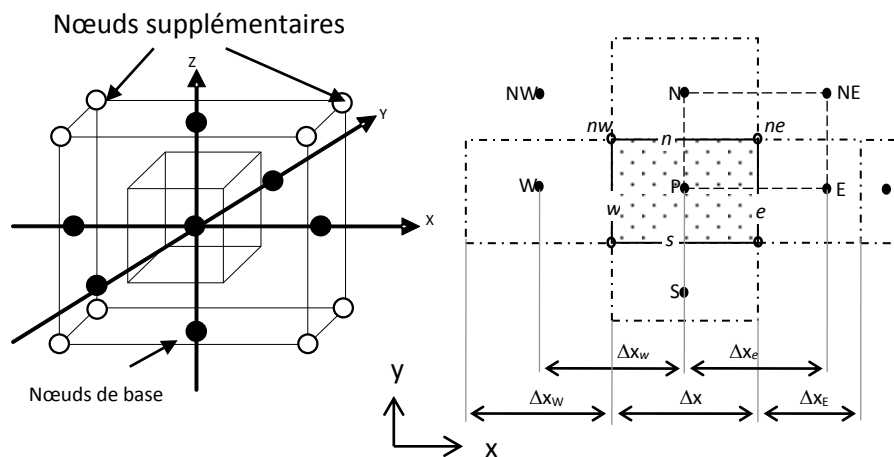 Nœuds supplémentaires
Z
Y
X
Nœuds de base
NW
N
NE
nw
n
ne
W
w
P
e
E
s
S
Δxw
Δxe
ΔxW
Δx
ΔxE
y
x